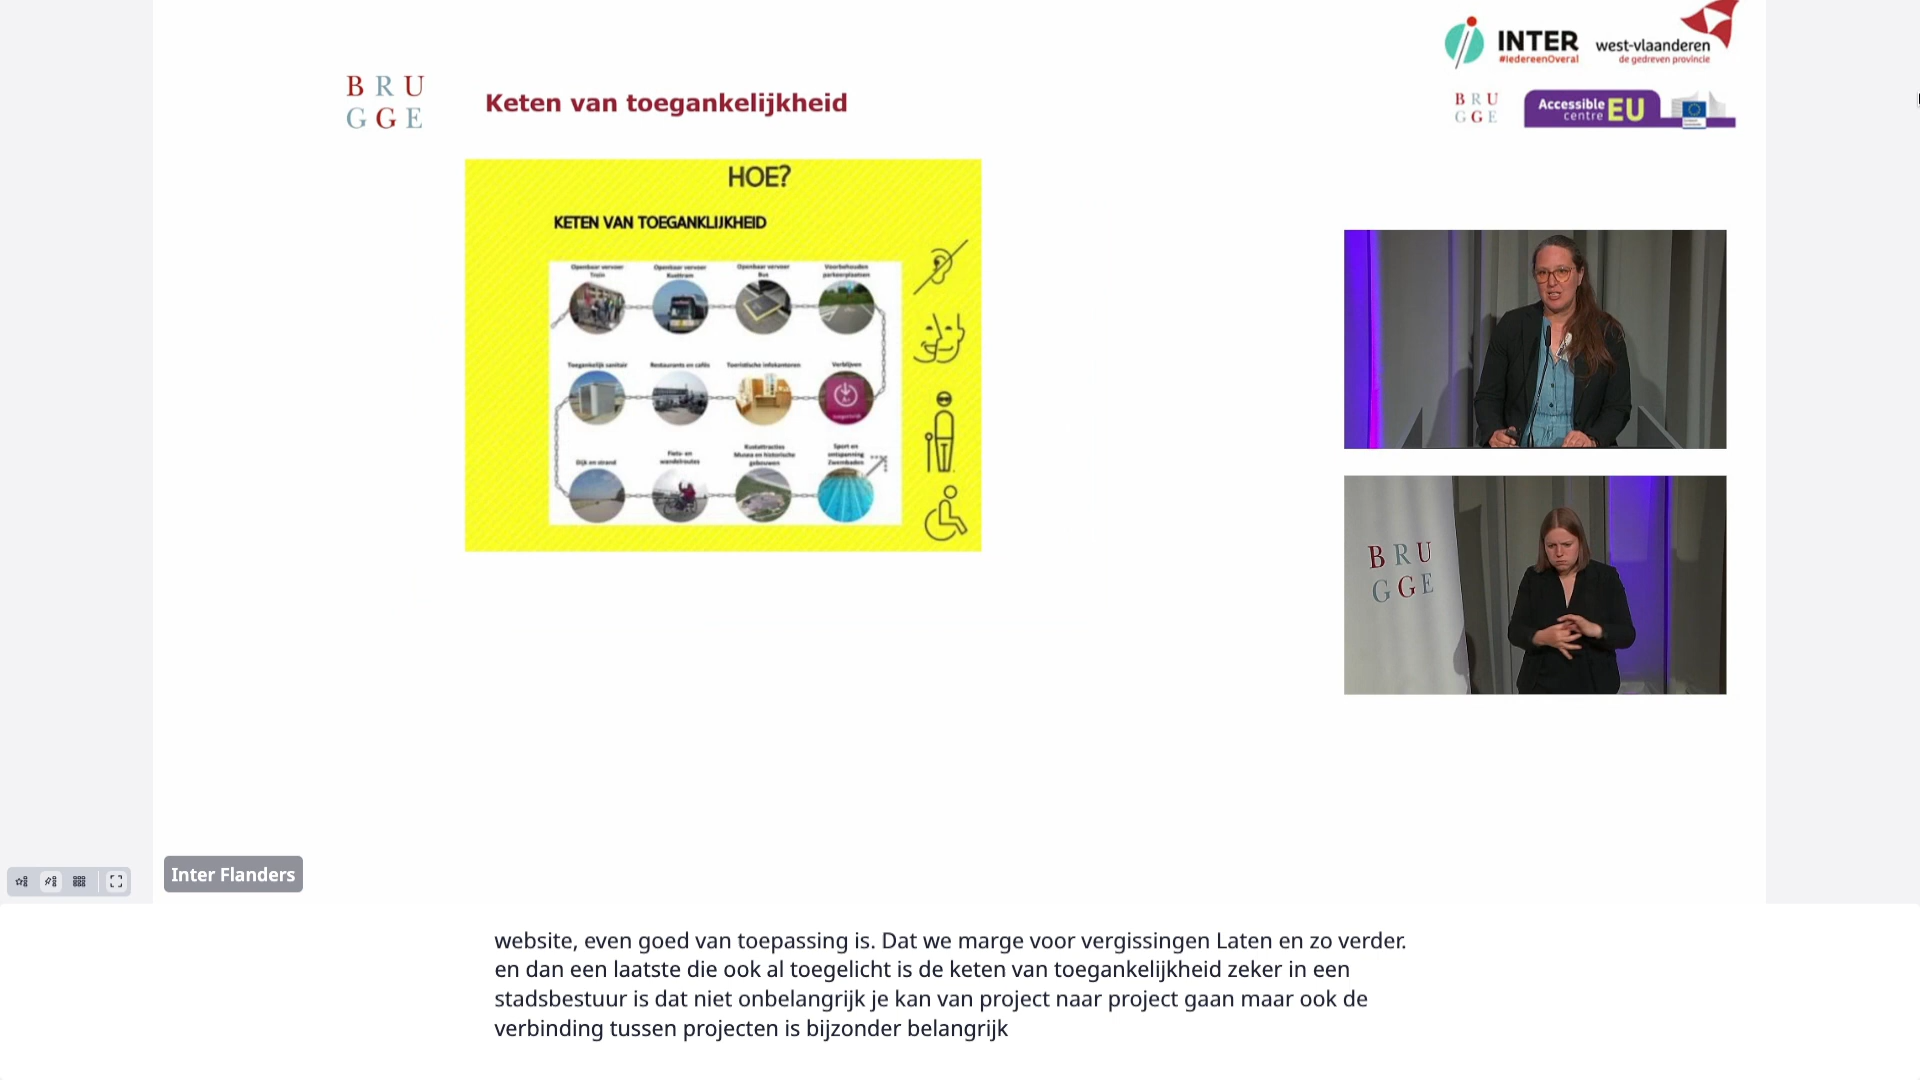 INTER
#IedereenOveral
west-vlaanderen
de gedreven provincie
BRU
GGE
Keten van toegankelijkheid
BRU
GGE
Accessible
centre EU
HOE?
KETEN VAN TOEGANKLIJKHEID
Openbaar vervoer
Train
Openbaar vervoer
Kusttram
Openbaar vervoer
Bus
Voorbehouden
parkeerplaatsen
Toegankelijk sanitair
Restaurants en cafés
Toeristische infokantoren
Verblijven
Dijk en strand
Fiets- en
wandelroutes
Kustattracties
Musea en historische
gebouwen
Sport en
ontspanning
Zwembaden
BRU
GGE
Inter Flanders
website, even goed van toepassing is. Dat we marge voor vergissingen Laten en zo verder.
en dan een laatste die ook al toegelicht is de keten van toegankelijkheid zeker in een
stadsbestuur is dat niet onbelangrijk je kan van project naar project gaan maar ook de
verbinding tussen projecten is bijzonder belangrijk